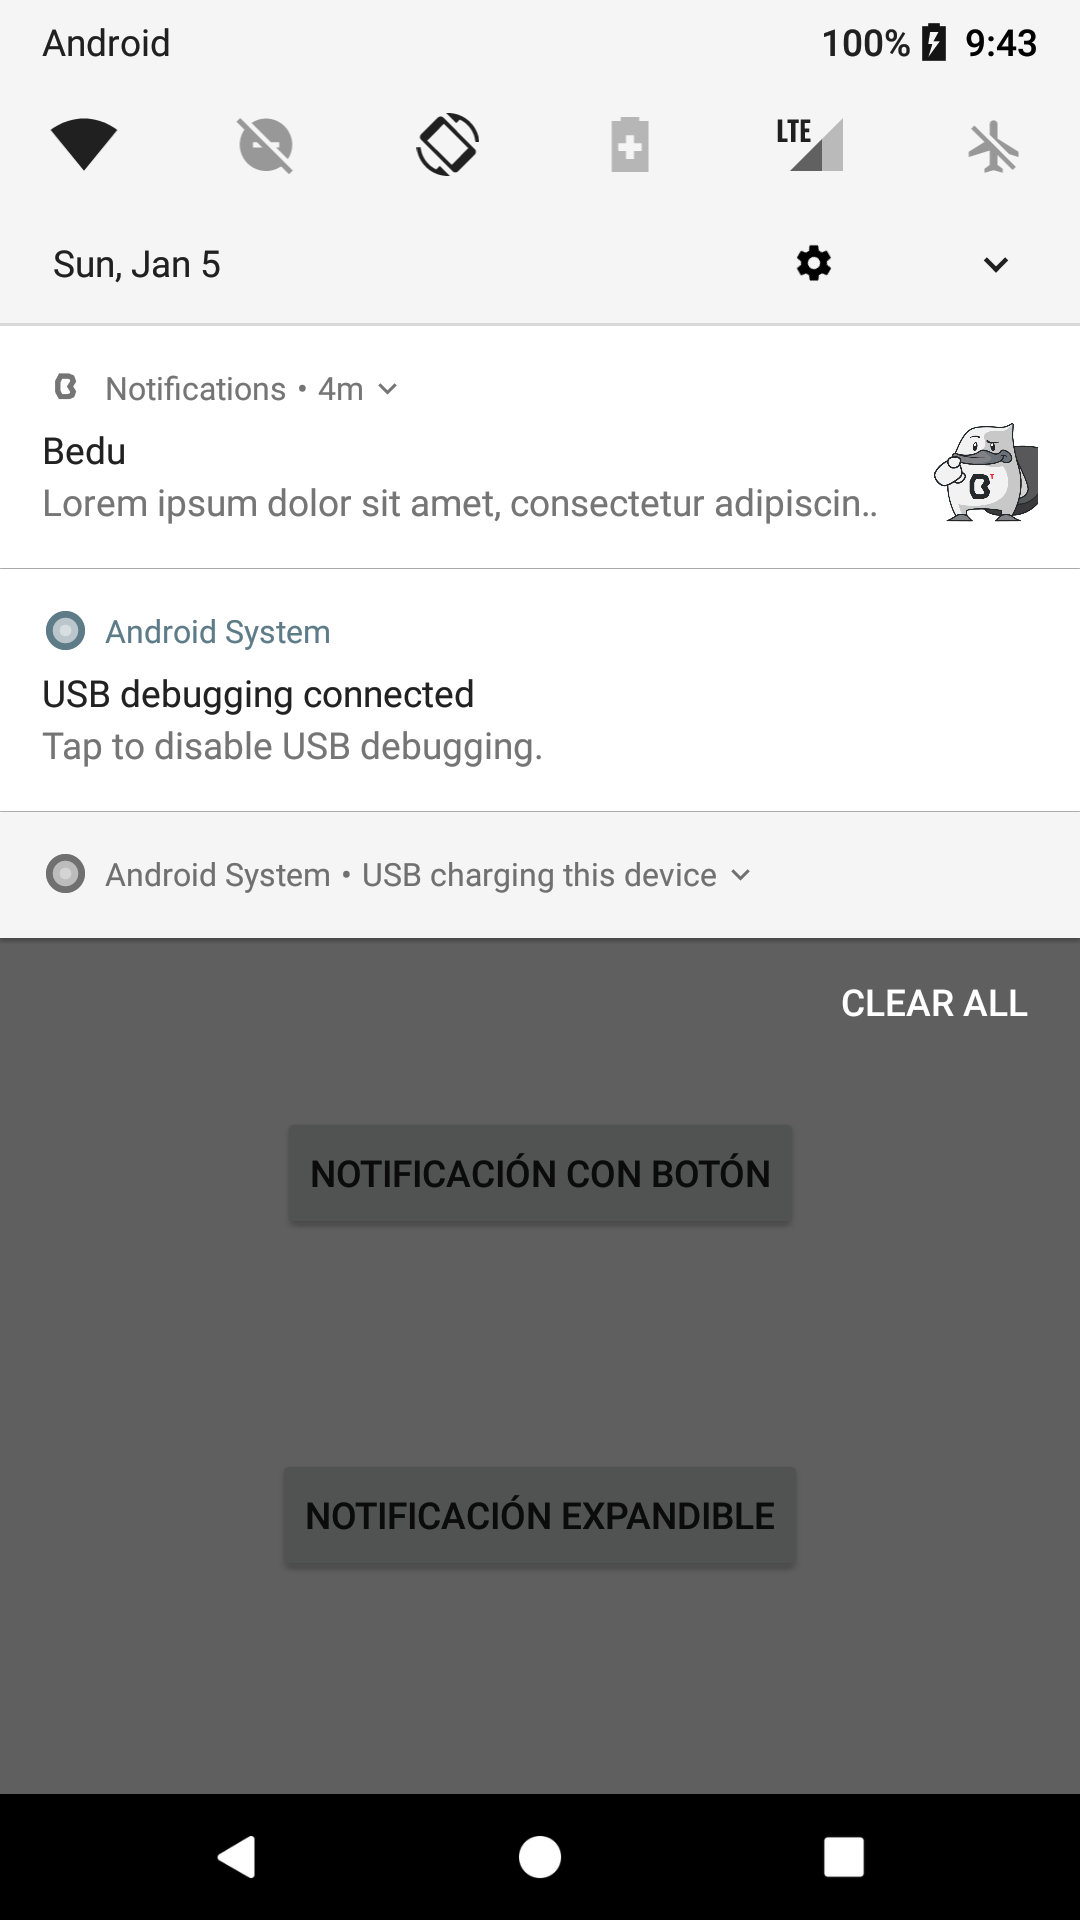 Android 100% 9:43
LTE
Sun, Jan 5
Notifications • 4m
Bedu
Lorem ipsum dolor sit amet, consectetur adipiscin..
B
Android System
USB debugging connected
Tap to disable USB debugging.
Android System • USB charging this device
CLEAR ALL
NOTIFICACIÓN CON BOTÓN
NOTIFICACIÓN EXPANDIBLE